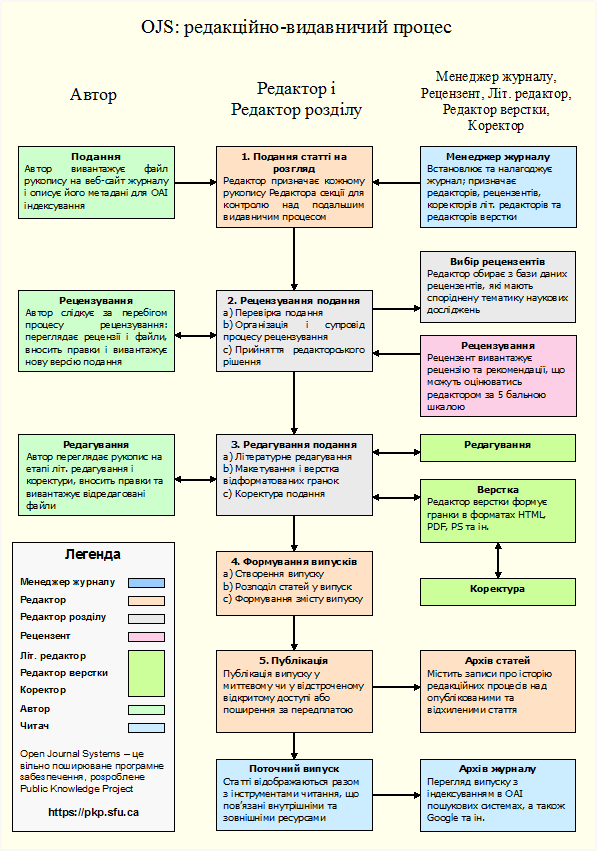 OJS: редакційно-видавничий процес
Автор
Редактор і
Редактор розділу
Менеджер журналу,
Рецензент, Літ. редактор,
Редактор верстки,
Коректор
Подання
Автор вивантажує файл
рукопису на веб-сайт журналу
і описує його метадані для ОАІ
індексування
1. Подання статті на
розгляд
Редактор призначає кожному
рукопису Редактора секції для
контролю над подальшим
видавничим процесом
Менеджер журналу
Встановлює та налагоджує
журнал; призначає
редакторів, рецензентів,
коректорів літ. редакторів та
редакторів верстки
Вибір рецензентів
Редактор обирає з бази даних
рецензентів, які мають
споріднену тематику наукових
досліджень
Рецензування
Автор слідкує за перебігом
процесу рецензування:
переглядає рецензії і файли,
вносить правки і вивантажує
нову версію подання
2. Рецензування подання
a) Перевірка подання
b) Організація і супровід
процесу рецензування
c) Прийняття редакторського
рішення
Рецензування
Рецензент вивантажує
рецензію та рекомендації, що
можуть оцінюватись
редактором за 5 бальною
шкалою
Редагування
Автор переглядає рукопис на
етапі літ. редагування і
коректури, вносить правки та
вивантажує відредаговані
файли
3. Редагування подання
a) Літературне редагування
b) Макетування і верстка
відформатованих гранок
c) Коректура подання
Редагування
Верстка
Редактор верстки формує
гранки в форматах HTML,
PDF, PS та ін.
Коректура
4. Формування випусків
a) Створення випуску
b) Розподіл статей у випуск
c) Формування змісту випуску
5. Публікація
Публікація випуску у
миттєвому чи у відстроченому
відкритому доступі або
поширення за передплатою
Архів статей
Містить записи про історію
редакційних процесів над
опублікованими та
відхиленими стаття
Поточний випуск
Статті відображаються разом
з інструментами читання, що
пов’язані внутрішніми та
зовнішніми ресурсами
Архів журналу
Перегляд випуску з
індексуванням в ОАІ
пошукових системах, а також
Google та ін.
Легенда
Менеджер журналу
Редактор
Редактор розділу
Рецензент
Літ. редактор
Редактор верстки
Коректор
Автор
Читач
Open Journal Systems – це
вільно поширюване програмне
забезпечення, розроблене
Public Knowledge Project
https://pkp.sfu.ca